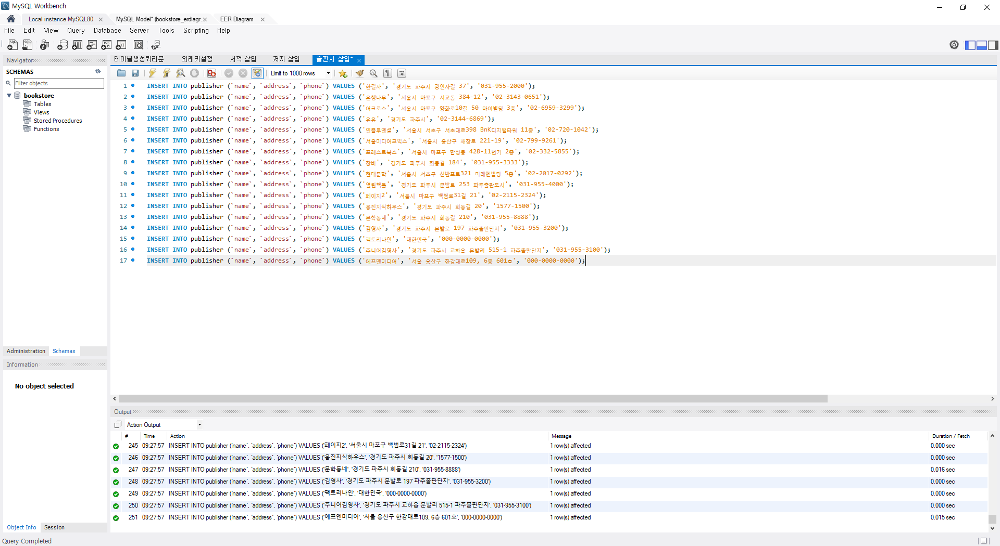 MySQL Workbench
Local instance MySQL80
MySQL Model* (bookstore_erdiagr...
EER Diagram
File Edit View Query Database Server Tools Scripting Help
Navigator
SCHEMAS
Filter objects
bookstore
Tables
Views
Stored Procedures
Functions
Administration Schemas
Information
No object selected
Object Info Session
테이블생성쿼리문 외래키설정 서적 삽입 저자 삽입 출판사 삽입*
Limit to 1000 rows
1 INSERT INTO publisher (`name`, `address`, `phone`) VALUES ('한길사', '경기도 파주시 광인사길 37', '031-955-2000');
2 INSERT INTO publisher (`name`, `address`, `phone`) VALUES ('은행나무', '서울시 마포구 서교동 384-12', '02-3143-0651');
3 INSERT INTO publisher (`name`, `address`, `phone`) VALUES ('어크로스', '서울시 마포구 양화로10길 50 마이빌딩 3층', '02-6959-3299');
4 INSERT INTO publisher (`name`, `address`, `phone`) VALUES ('유유', '경기도 파주시', '02-3144-6869');
5 INSERT INTO publisher (`name`, `address`, `phone`) VALUES ('인플루엔셜', '서울시 서초구 서초대로398 BnK디지털타워 11층', '02-720-1042');
6 INSERT INTO publisher (`name`, `address`, `phone`) VALUES ('서울미디어코믹스', '서울시 용산구 새창로 221-19', '02-799-9261');
7 INSERT INTO publisher (`name`, `address`, `phone`) VALUES ('포레스트북스', '서울시 마포구 합정동 428-11번기 2층', '02-332-5855');
8 INSERT INTO publisher (`name`, `address`, `phone`) VALUES ('창비', '경기도 파주시 회동길 184', '031-955-3333');
9 INSERT INTO publisher (`name`, `address`, `phone`) VALUES ('현대문학', '서울시 서초구 신반포로321 미래엔빌딩 5층', '02-2017-0292');
10 INSERT INTO publisher (`name`, `address`, `phone`) VALUES ('열린책들', '경기도 파주시 문발로 253 파주출판도시', '031-955-4000');
11 INSERT INTO publisher (`name`, `address`, `phone`) VALUES ('페이지2', '서울시 마포구 백범로31길 21', '02-2115-2324');
12 INSERT INTO publisher (`name`, `address`, `phone`) VALUES ('웅진지식하우스', '경기도 파주시 회동길 20', '1577-1500');
13 INSERT INTO publisher (`name`, `address`, `phone`) VALUES ('문학동네', '경기도 파주시 회동길 210', '031-955-8888');
14 INSERT INTO publisher (`name`, `address`, `phone`) VALUES ('김영사', '경기도 파주시 문발로 197 파주출판단지', '031-955-3200');
15 INSERT INTO publisher (`name`, `address`, `phone`) VALUES ('팩토리나인', '대한민국', '000-0000-0000');
16 INSERT INTO publisher (`name`, `address`, `phone`) VALUES ('주니어김영사', '경기도 파주시 교하읍 문발리 515-1 파주출판단지', '031-955-3100');
17 INSERT INTO publisher (`name`, `address`, `phone`) VALUES ('에프엔미디어', '서울 용산구 한강대로109, 6층 601호', '000-0000-0000');
Output
Action Output
# Time Action Message Duration / Fetch
245 09:27:57 INSERT INTO publisher (`name`, `address`, `phone`) VALUES ('페이지2', '서울시 마포구 백범로31길 21', '02-2115-2324') 1 row(s) affected 0.000 sec
246 09:27:57 INSERT INTO publisher (`name`, `address`, `phone`) VALUES ('웅진지식하우스', '경기도 파주시 회동길 20', '1577-1500') 1 row(s) affected 0.000 sec
247 09:27:57 INSERT INTO publisher (`name`, `address`, `phone`) VALUES ('문학동네', '경기도 파주시 회동길 210', '031-955-8888') 1 row(s) affected 0.016 sec
248 09:27:57 INSERT INTO publisher (`name`, `address`, `phone`) VALUES ('김영사', '경기도 파주시 문발로 197 파주출판단지', '031-955-3200') 1 row(s) affected 0.000 sec
249 09:27:57 INSERT INTO publisher (`name`, `address`, `phone`) VALUES ('팩토리나인', '대한민국', '000-0000-0000') 1 row(s) affected 0.000 sec
250 09:27:57 INSERT INTO publisher (`name`, `address`, `phone`) VALUES ('주니어김영사', '경기도 파주시 교하읍 문발리 515-1 파주출판단지', '031-955-3100') 1 row(s) affected 0.000 sec
251 09:27:57 INSERT INTO publisher (`name`, `address`, `phone`) VALUES ('에프엔미디어', '서울 용산구 한강대로109, 6층 601호', '000-0000-0000') 1 row(s) affected 0.015 sec
Query Completed